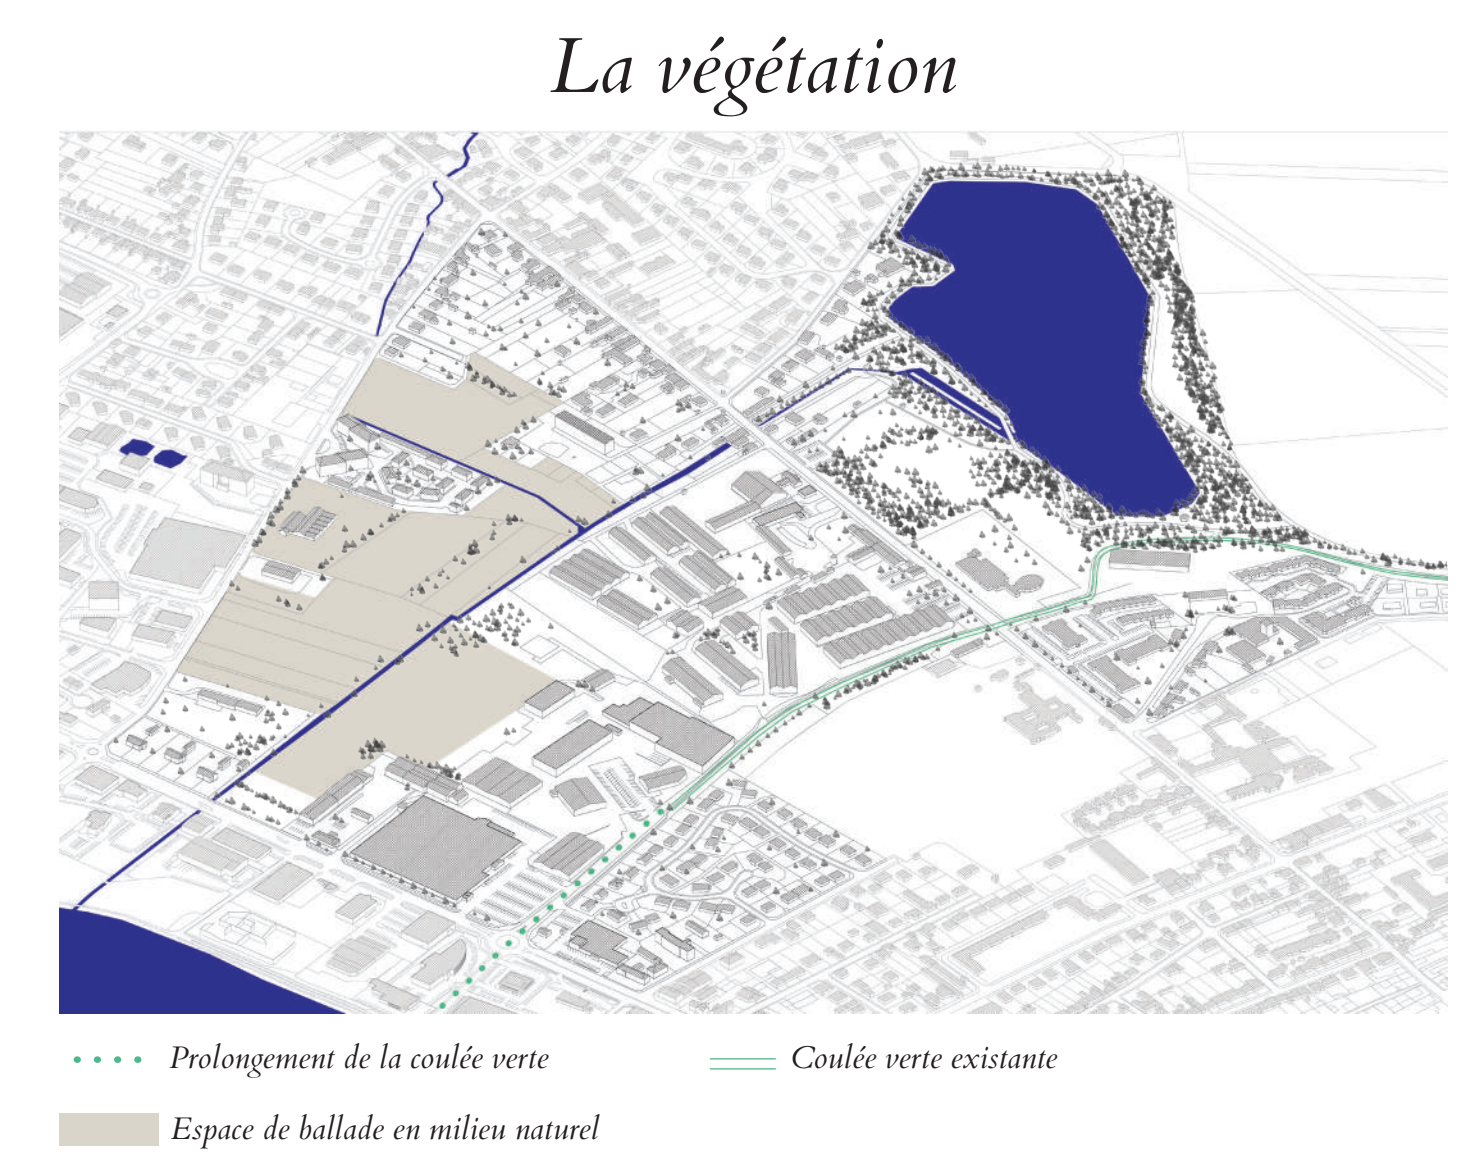 La végétation
Prolongement de la coulée verte
Coulée verte existante
Espace de ballade en milieu naturel